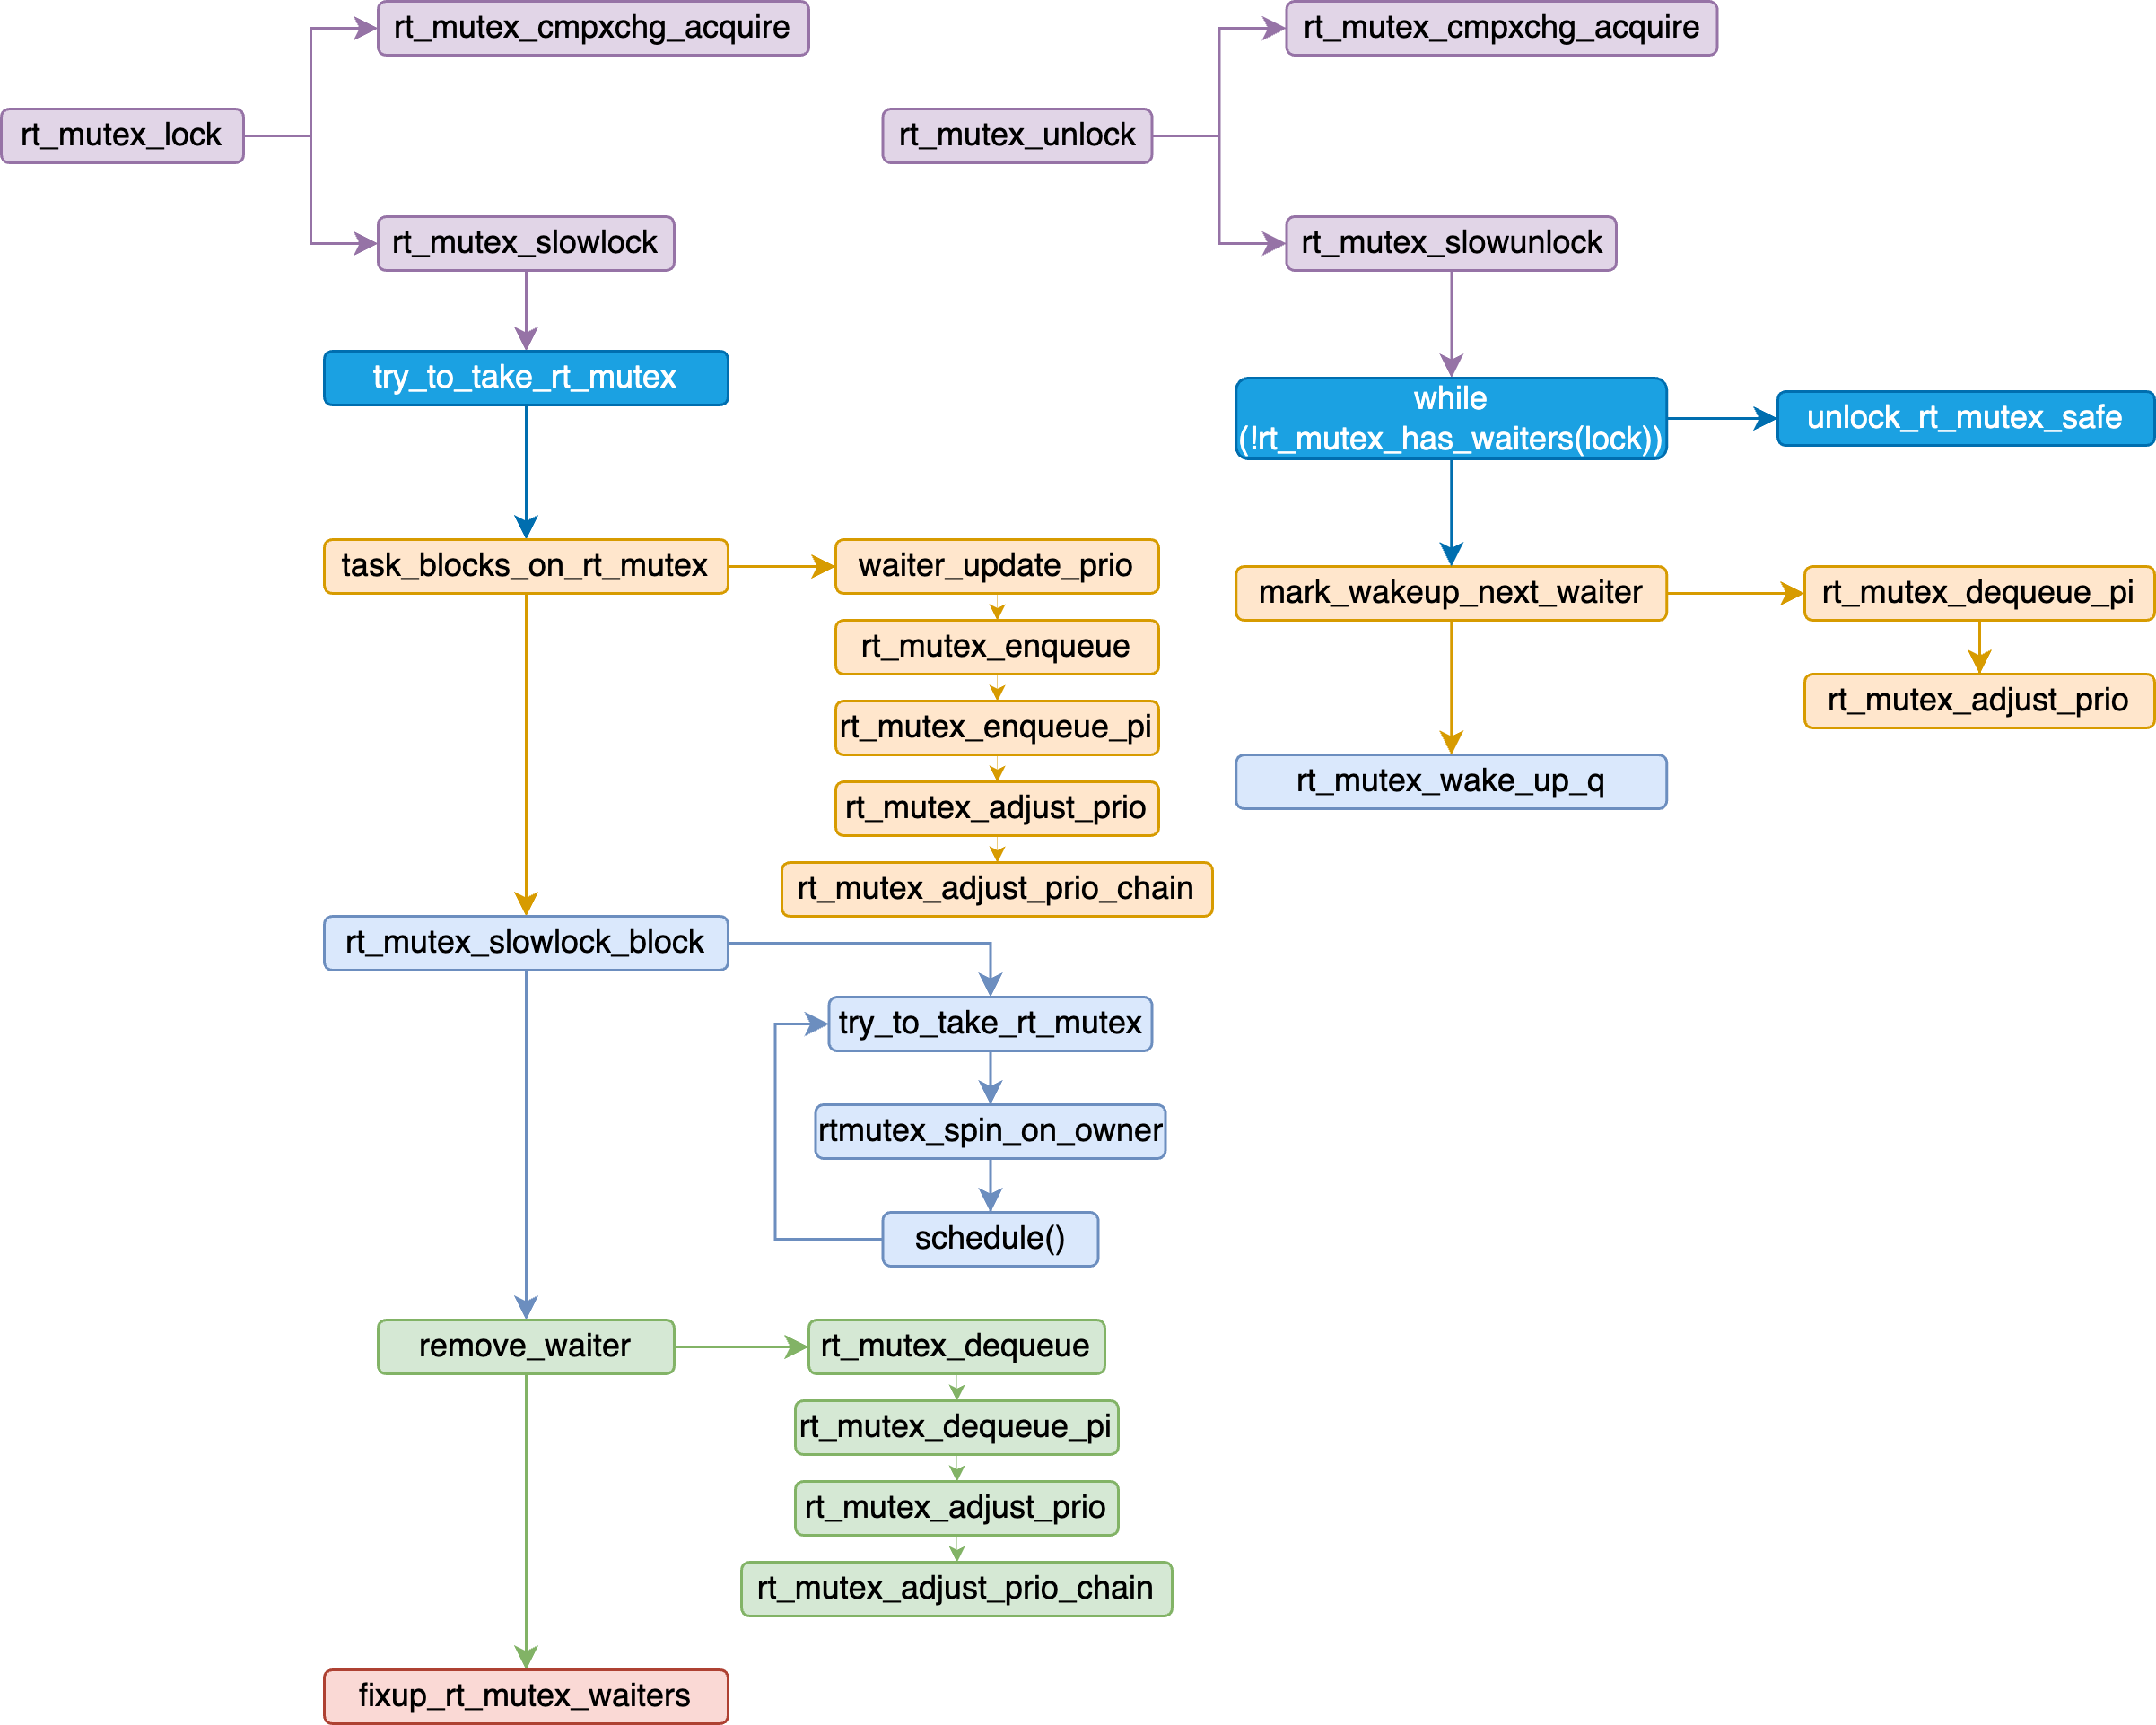 rt_mutex_cmpxchg_acquire
rt_mutex_lock
rt_mutex_slowlock
try_to_take_rt_mutex
task_blocks_on_rt_mutex
waiter_update_prio
rt_mutex_enqueue
rt_mutex_enqueue_pi
rt_mutex_adjust_prio
rt_mutex_adjust_prio_chain
rt_mutex_slowlock_block
try_to_take_rt_mutex
rtmutex_spin_on_owner
schedule()
remove_waiter
rt_mutex_dequeue
rt_mutex_dequeue_pi
rt_mutex_adjust_prio
rt_mutex_adjust_prio_chain
fixup_rt_mutex_waiters
rt_mutex_cmpxchg_acquire
rt_mutex_unlock
rt_mutex_slowunlock
while
(!rt_mutex_has_waiters(lock))
unlock_rt_mutex_safe
mark_wakeup_next_waiter
rt_mutex_dequeue_pi
rt_mutex_adjust_prio
rt_mutex_wake_up_q